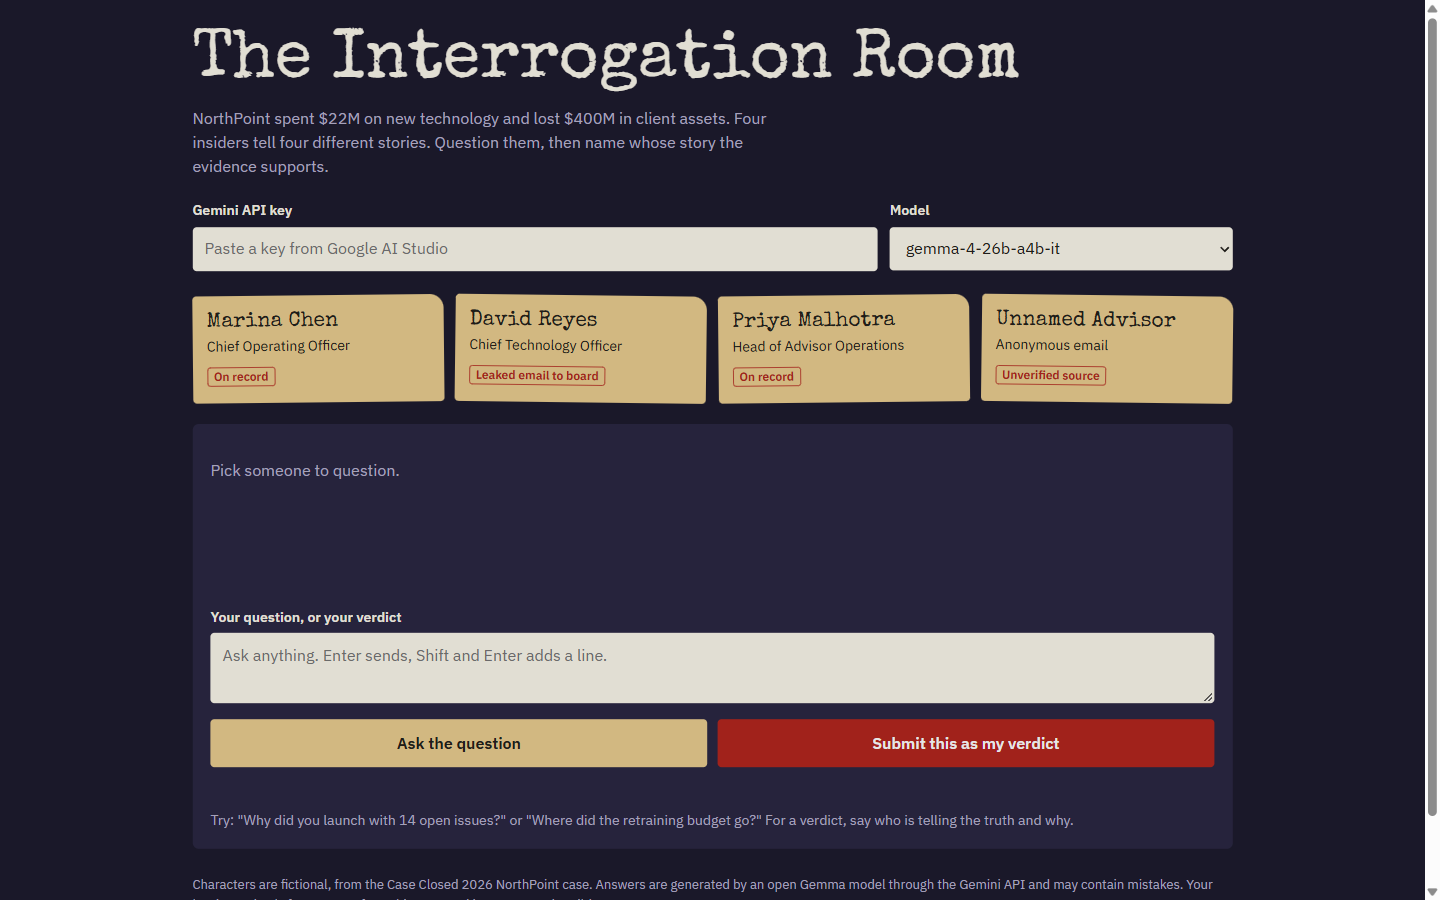 The Interrogation Room
NorthPoint spent $22M on new technology and lost $400M in client assets. Four
insiders tell four different stories. Question them, then name whose story the
evidence supports.
Gemini API key
Model
Paste a key from Google AI Studio
gemma-4-26b-a4b-it
Marina Chen
Chief Operating Officer
On record
David Reyes
Chief Technology Officer
Leaked email to board
Priya Malhotra
Head of Advisor Operations
On record
Unnamed Advisor
Anonymous email
Unverified source
Pick someone to question.
Your question, or your verdict
Ask anything. Enter sends, Shift and Enter adds a line.
Ask the question
Submit this as my verdict
Try: "Why did you launch with 14 open issues?" or "Where did the retraining budget go?" For a verdict, say who is telling the truth and why.
Characters are fictional, from the Case Closed 2026 NorthPoint case. Answers are generated by an open Gemma model through the Gemini API and may contain mistakes. Your